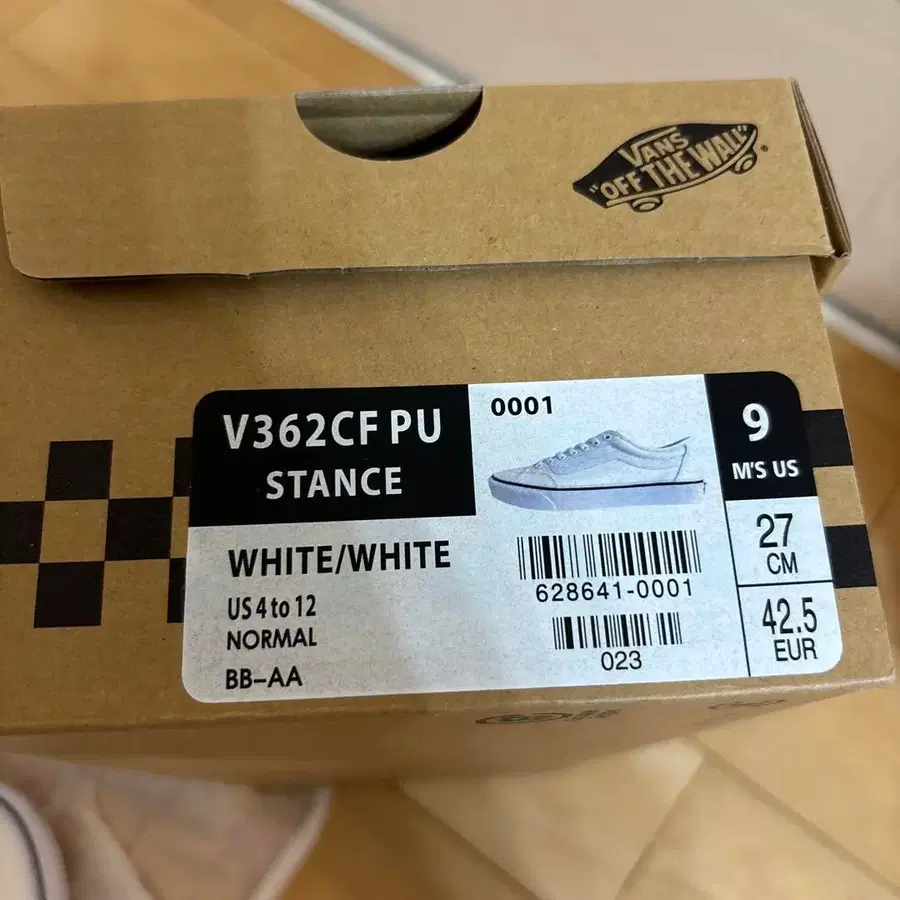 VANS
"OFF THE WALL"
V362CF PU
STANCE
0001
9
M'S US
WHITE/WHITE
US 4 to 12
NORMAL
BB-AA
628641-0001
023
27
CM
42.5
EUR